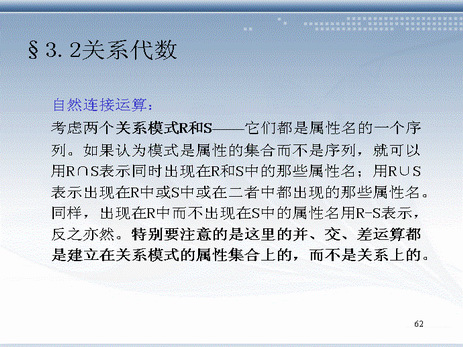 §3.2关系代数
自然连接运算：
考虑两个关系模式R和S——它们都是属性名的一个序
列。如果认为模式是属性的集合而不是序列，就可以
用R∩S表示同时出现在R和S中的那些属性名；用R∪S
表示出现在R中或S中或在二者中都出现的那些属性名。
同样，出现在R中而不出现在S中的属性名用R-S表示，
反之亦然。特别要注意的是这里的并、交、差运算都
是建立在关系模式的属性集合上的，而不是关系上的。
62